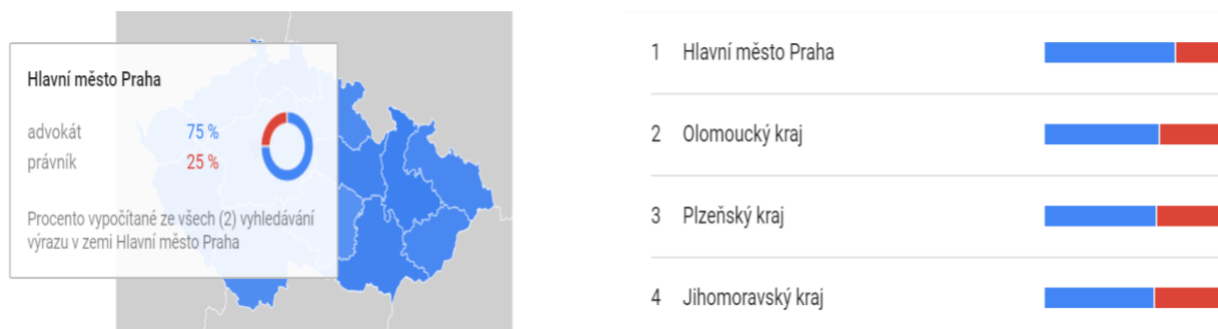 Hlavní město Praha
advokát 75 %
právník 25 %
Procento vypočítané ze všech (2) vyhledávání
výrazu v zemi Hlavní město Praha
1 Hlavní město Praha
2 Olomoucký kraj
3 Plzeňský kraj
4 Jihomoravský kraj